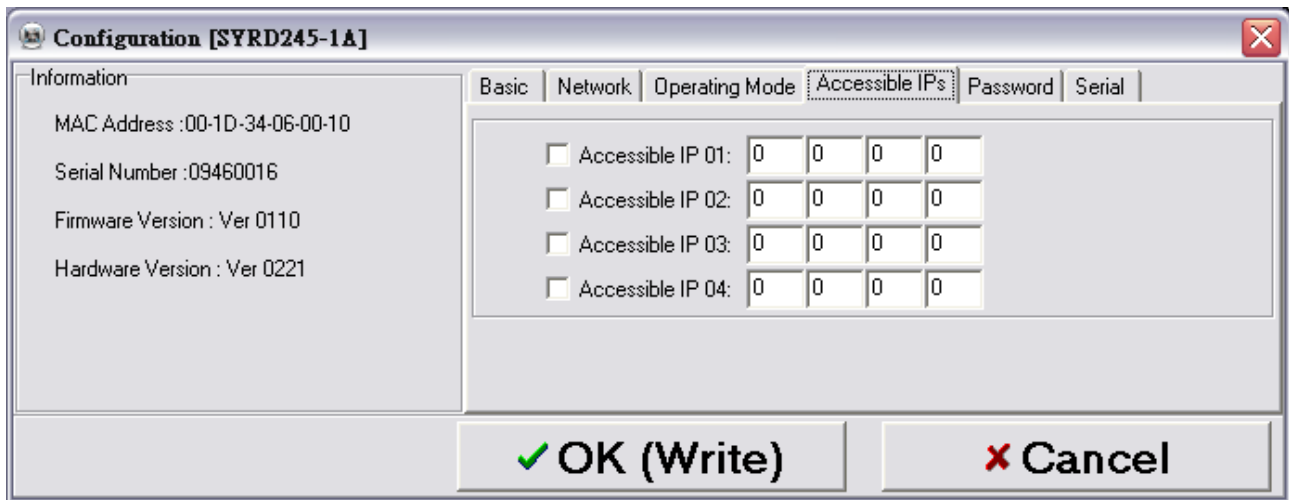 Configuration [SYRD245-1A]
Information
MAC Address :00-1D-34-06-00-10
Serial Number :09460016
Firmware Version : Ver 0110
Hardware Version : Ver 0221
Basic Network Operating Mode Accessible IPs Password Serial
Accessible IP 01: 0 0 0 0
Accessible IP 02: 0 0 0 0
Accessible IP 03: 0 0 0 0
Accessible IP 04: 0 0 0 0
OK (Write) Cancel